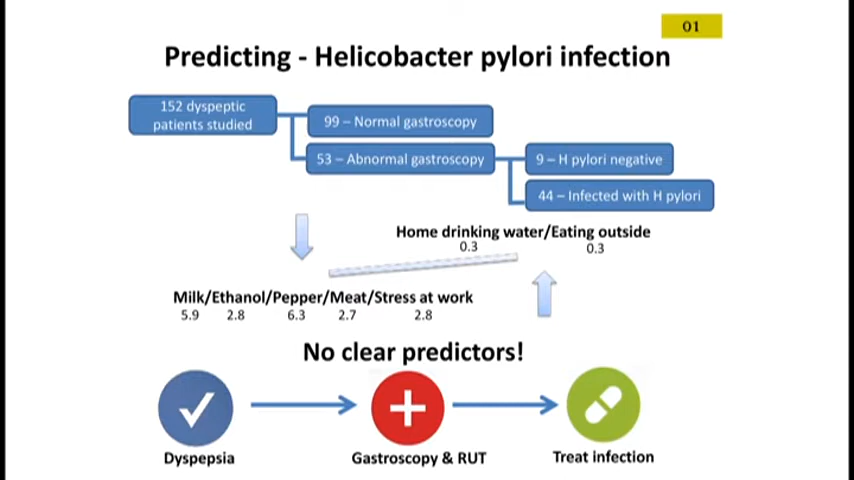 01
Predicting - Helicobacter pylori infection
152 dyspeptic
patients studied
99 – Normal gastroscopy
53 – Abnormal gastroscopy
9 – H pylori negative
44 – Infected with H pylori
Home drinking water/Eating outside
0.3 0.3
Milk/Ethanol/Pepper/Meat/Stress at work
5.9 2.8 6.3 2.7 2.8
No clear predictors!
Dyspepsia
Gastroscopy & RUT
Treat infection